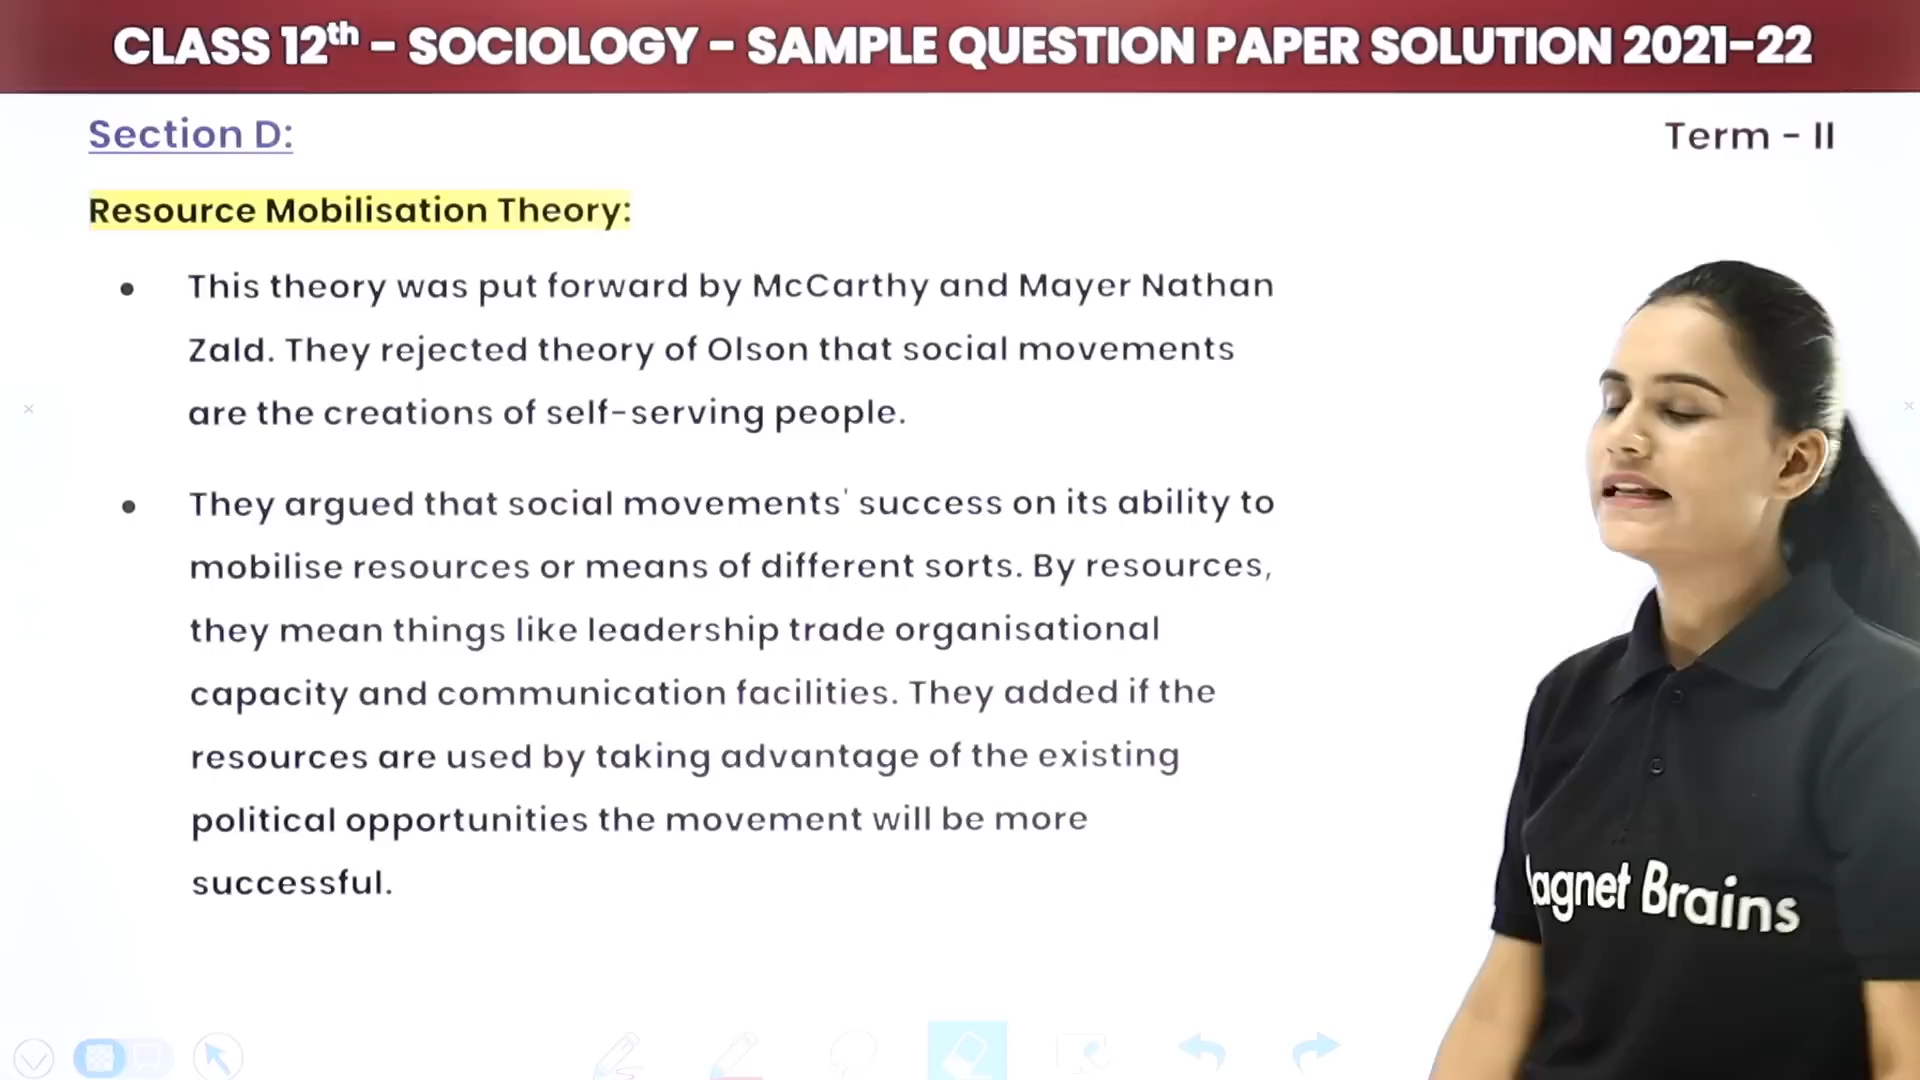 CLASS 12th – SOCIOLOGY – SAMPLE QUESTION PAPER SOLUTION 2021–22
Section D:
Term - II
Resource Mobilisation Theory:
• This theory was put forward by McCarthy and Mayer Nathan
Zald. They rejected theory of Olson that social movements
are the creations of self-serving people.
• They argued that social movements' success on its ability to
mobilise resources or means of different sorts. By resources,
they mean things like leadership trade organisational
capacity and communication facilities. They added if the
resources are used by taking advantage of the existing
political opportunities the movement will be more
successful.
agnet Brains